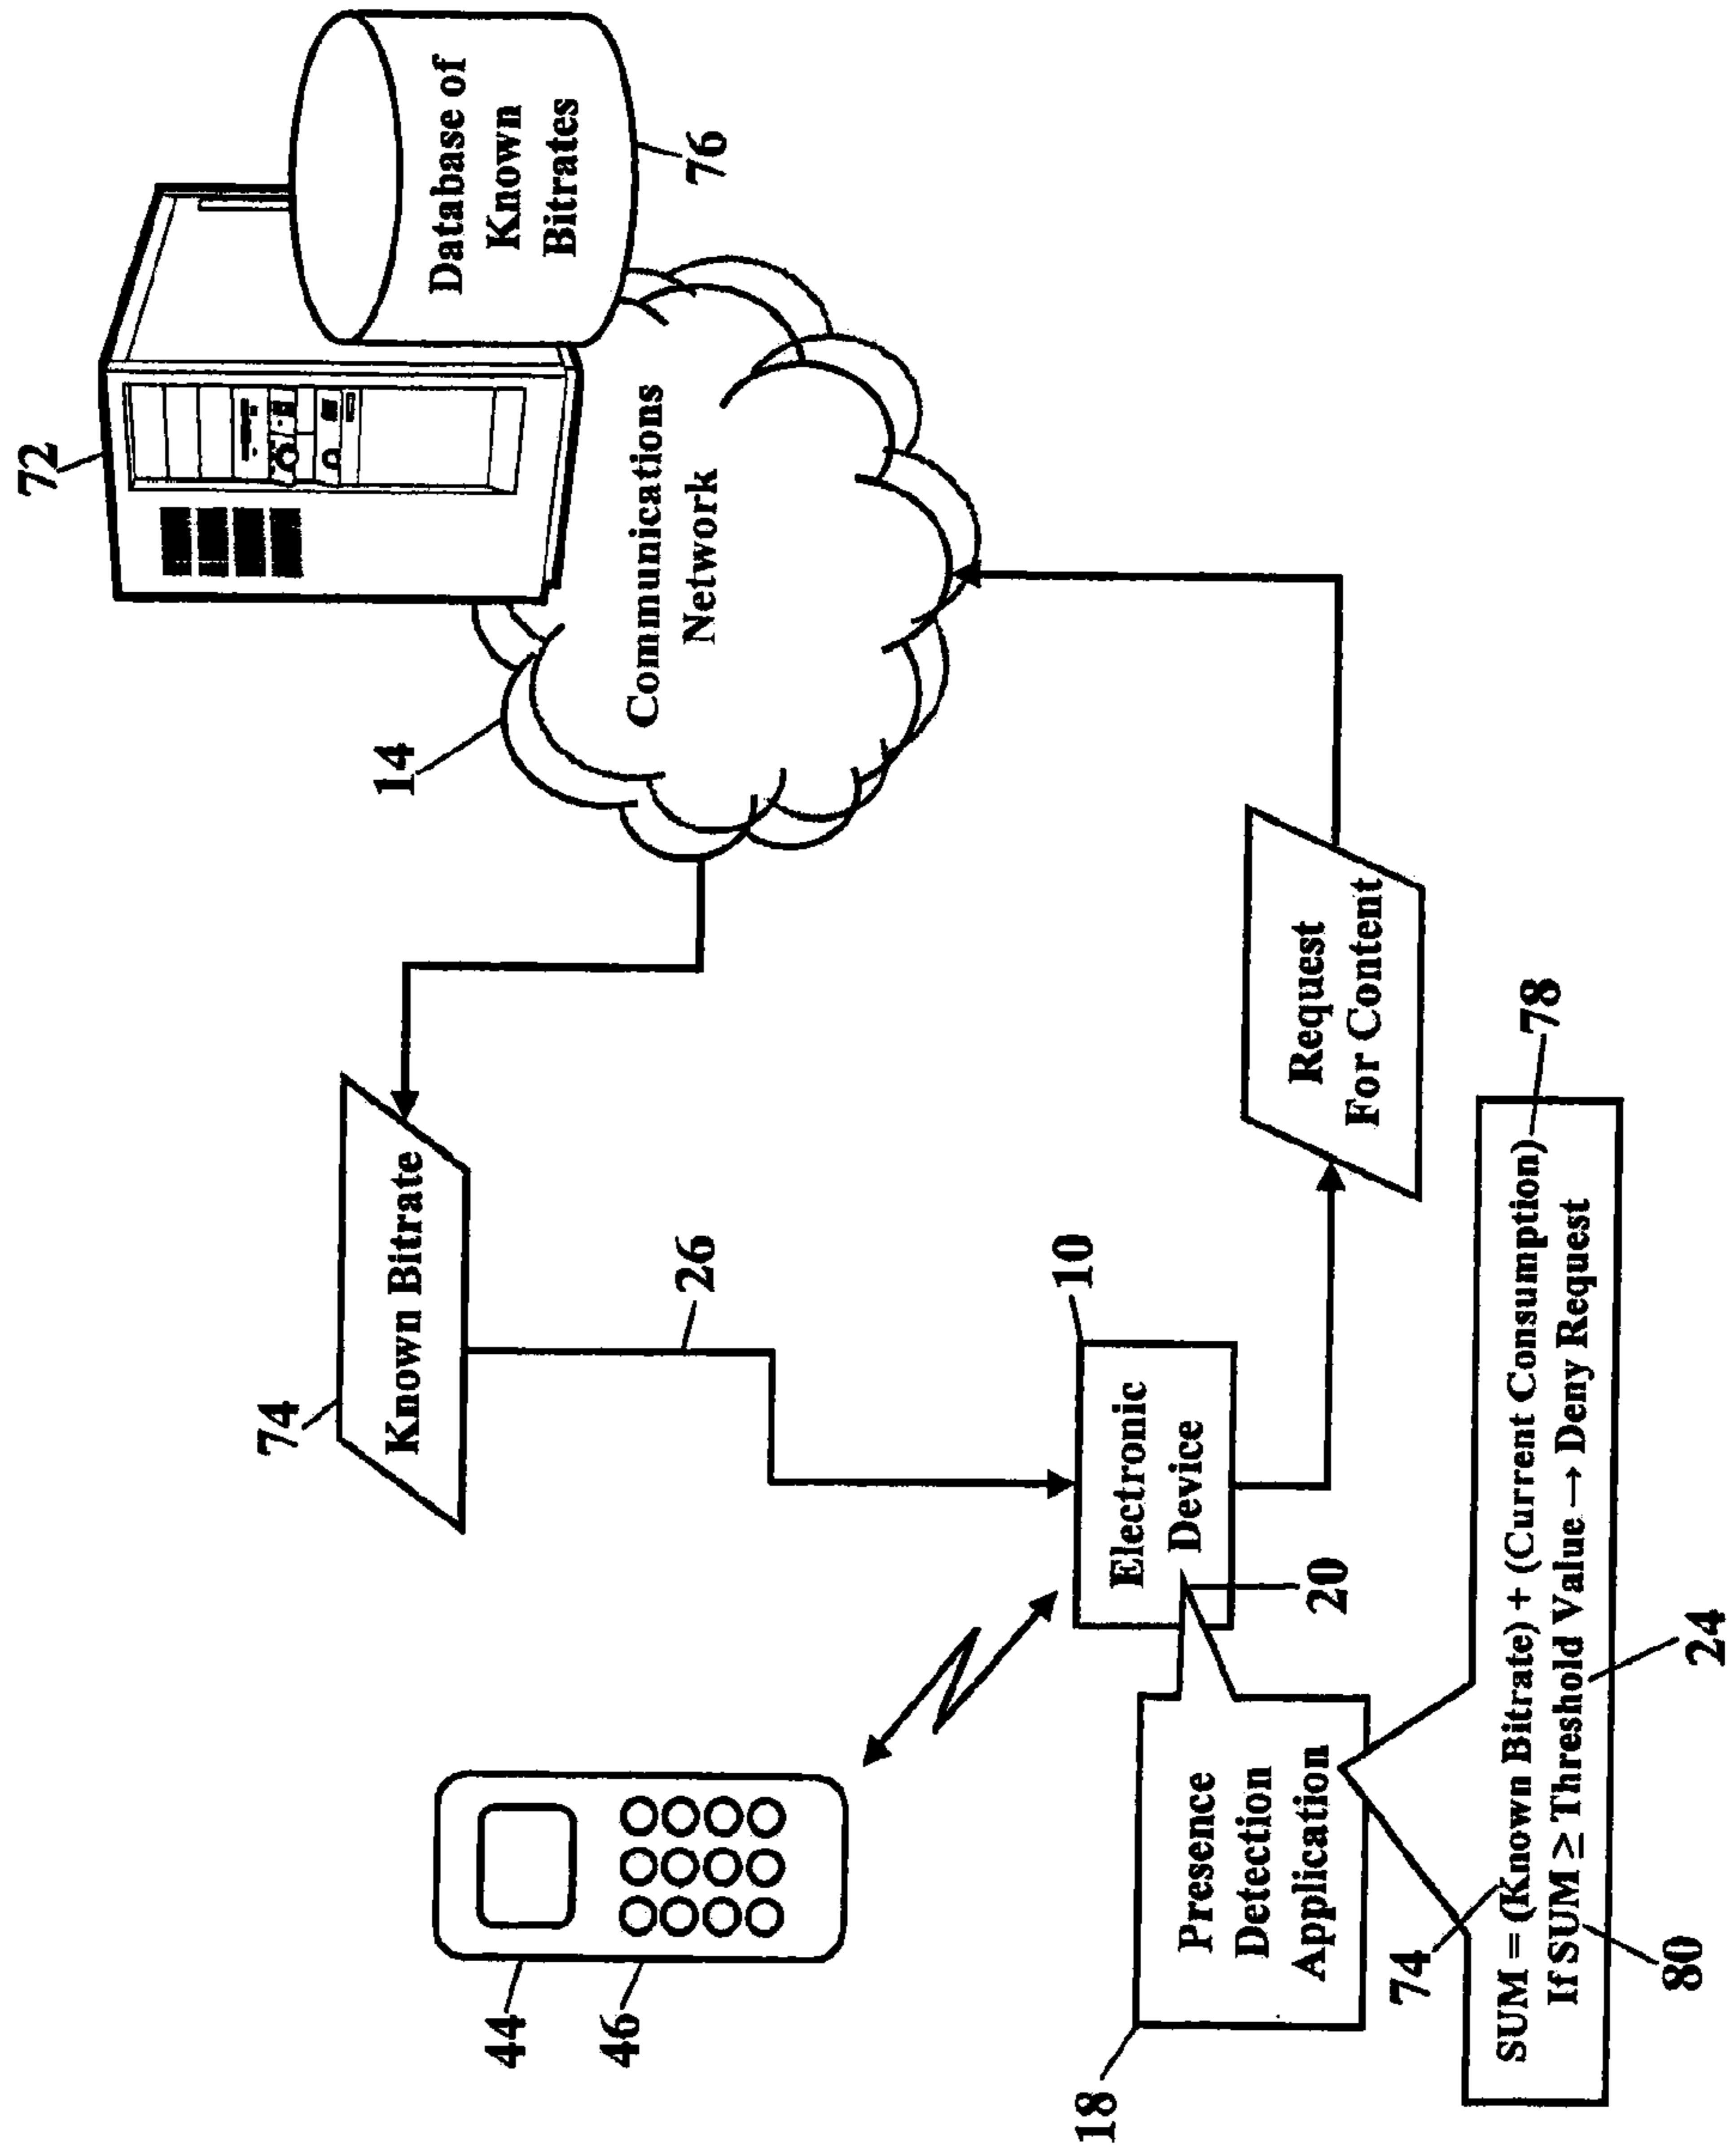 72
Database of
Known
Bitrates
76
14
Communications
Network
74
Known Bitrate
26
Request
For Content
10
Electronic
Device
20
44
46
18
Presence
Detection
Application
78
SUM = (Known Bitrate) + (Current Consumption)
If SUM ≥ Threshold Value → Deny Request
74
80
24